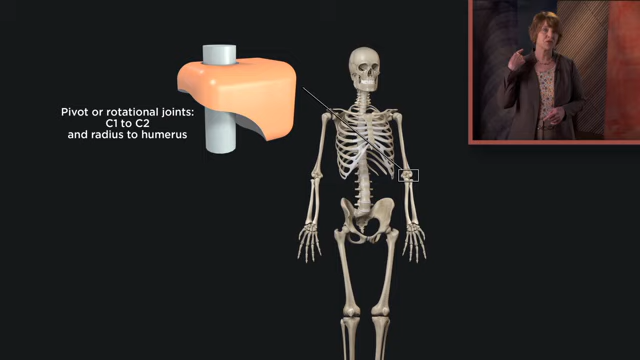 Pivot or rotational joints:
C1 to C2
and radius to humerus